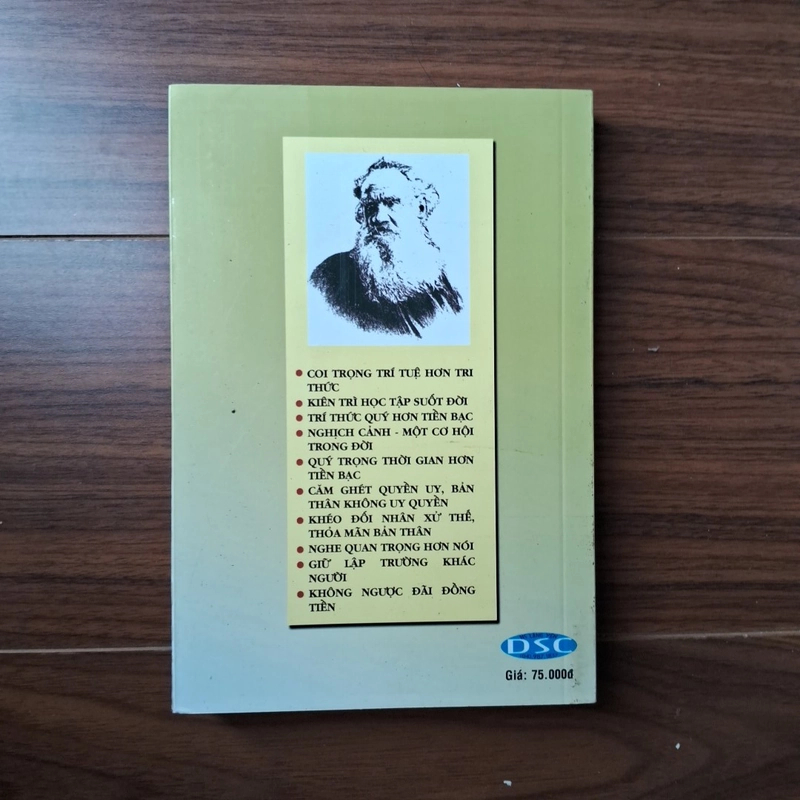 COI TRỌNG TRÍ TUỆ HƠN TRI
THỨC
KIÊN TRÌ HỌC TẬP SUỐT ĐỜI
TRÍ THỨC QUÝ HƠN TIỀN BẠC
NGHỊCH CẢNH - MỘT CƠ HỘI
TRONG ĐỜI
QUÝ TRỌNG THỜI GIAN HƠN
TIỀN BẠC
CĂM GHÉT QUYỀN UY, BẢN
THÂN KHÔNG UY QUYỀN
KHÉO ĐỐI NHÂN XỬ THẾ,
THỎA MÃN BẢN THÂN
NGHE QUAN TRỌNG HƠN NÓI
GIỮ LẬP TRƯỜNG KHÁC
NGƯỜI
KHÔNG NGƯỢC ĐÃI ĐỒNG
TIỀN
DSC
Giá: 75.000đ